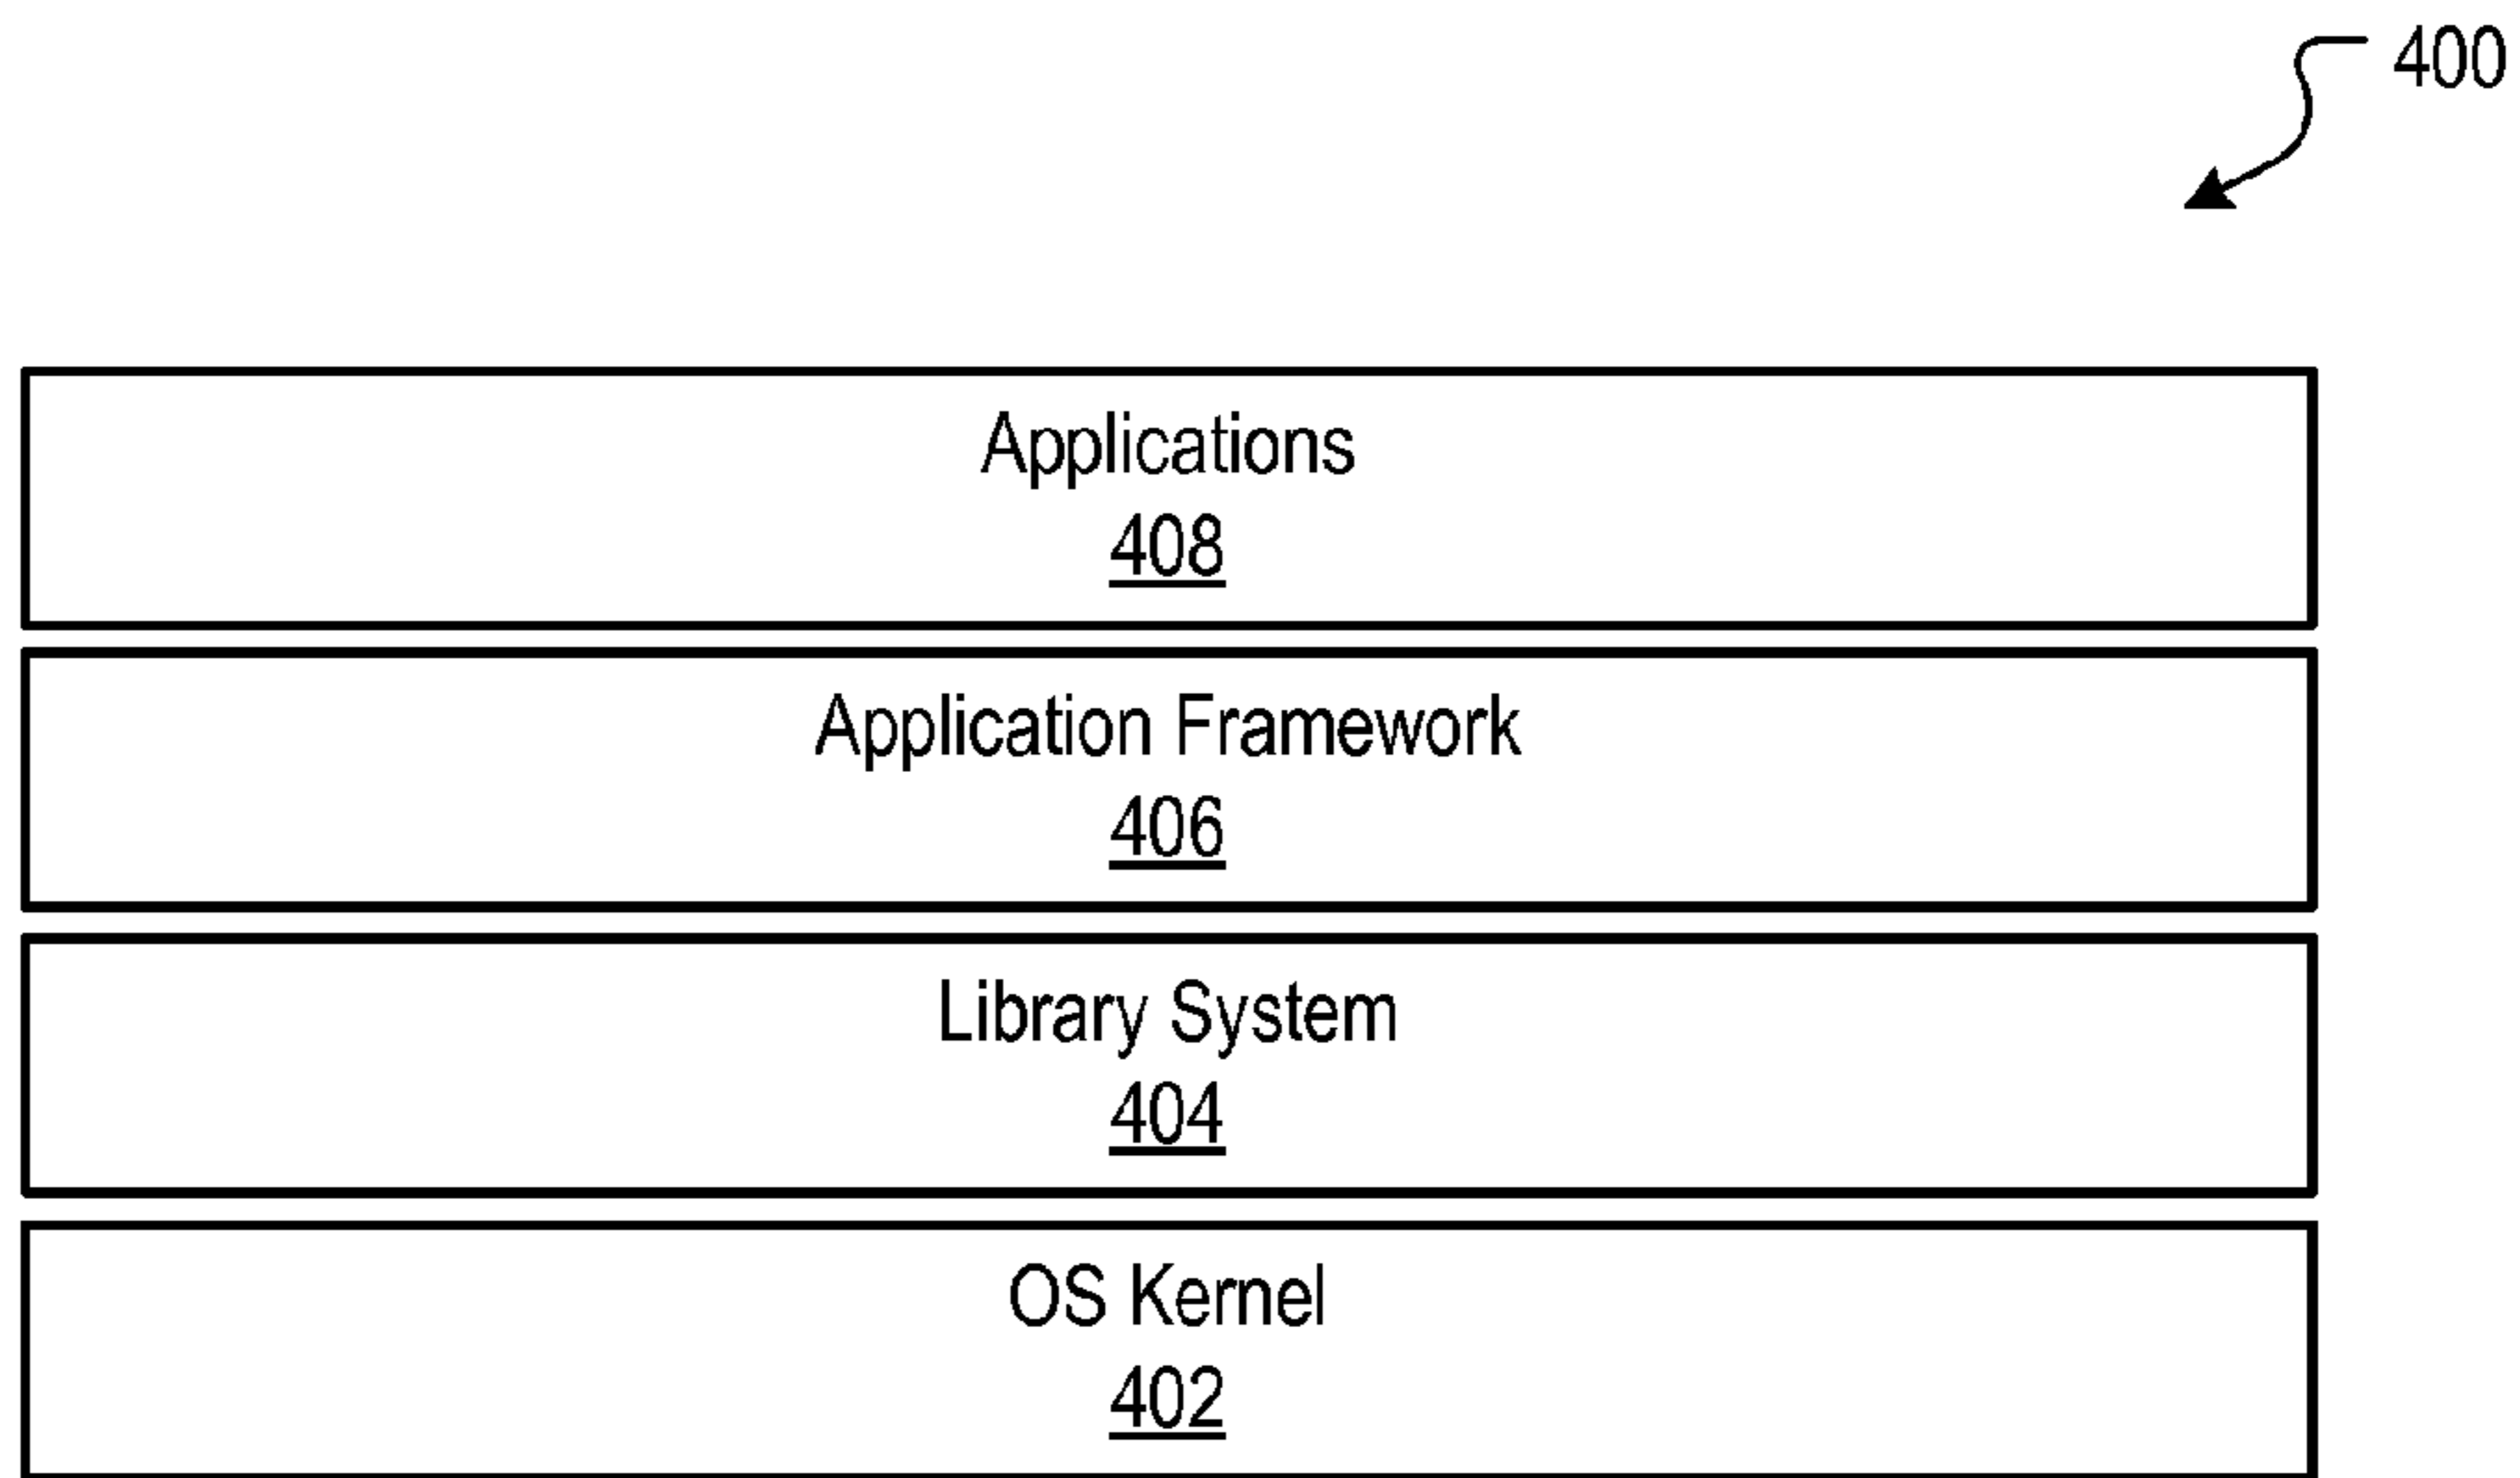 400
Applications
408
Application Framework
406
Library System
404
OS Kernel
402